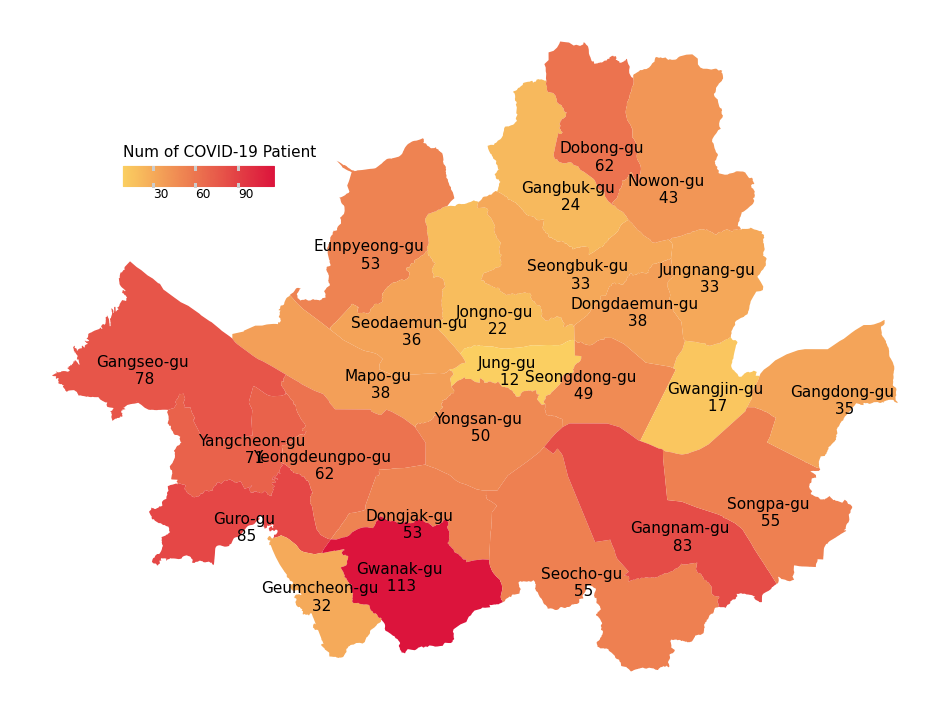 Num of COVID-19 Patient
30 60 90
Dobong-gu
62
Nowon-gu
43
Gangbuk-gu
24
Eunpyeong-gu
53
Seongbuk-gu
33
Jungnang-gu
33
Dongdaemun-gu
38
Jongno-gu
22
Seodaemun-gu
36
Gangseo-gu
78
Jung-gu
12
Seongdong-gu
49
Mapo-gu
38
Gwangjin-gu
17
Gangdong-gu
35
Yongsan-gu
50
Yangcheon-gu
71
Yeongdeungpo-gu
62
Songpa-gu
55
Guro-gu
85
Dongjak-gu
53
Gangnam-gu
83
Gwanak-gu
113
Seocho-gu
55
Geumcheon-gu
32